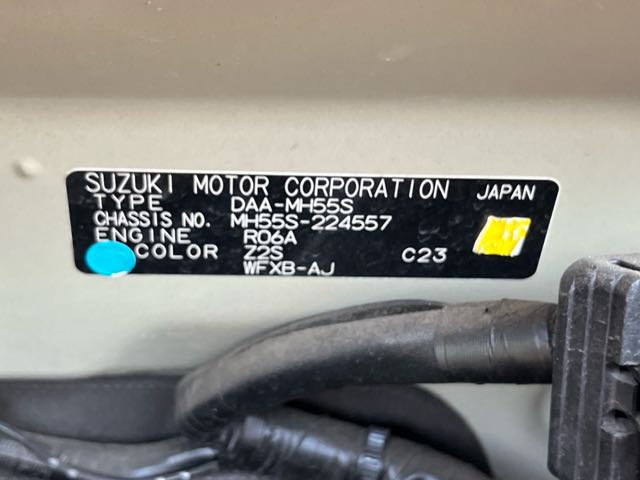 SUZUKI MOTOR CORPORATION JAPAN
TYPE DAA-MH55S
CHASSIS NO. MH55S-224557
ENGINE R06A
COLOR Z2S C23
WFXB-AJ